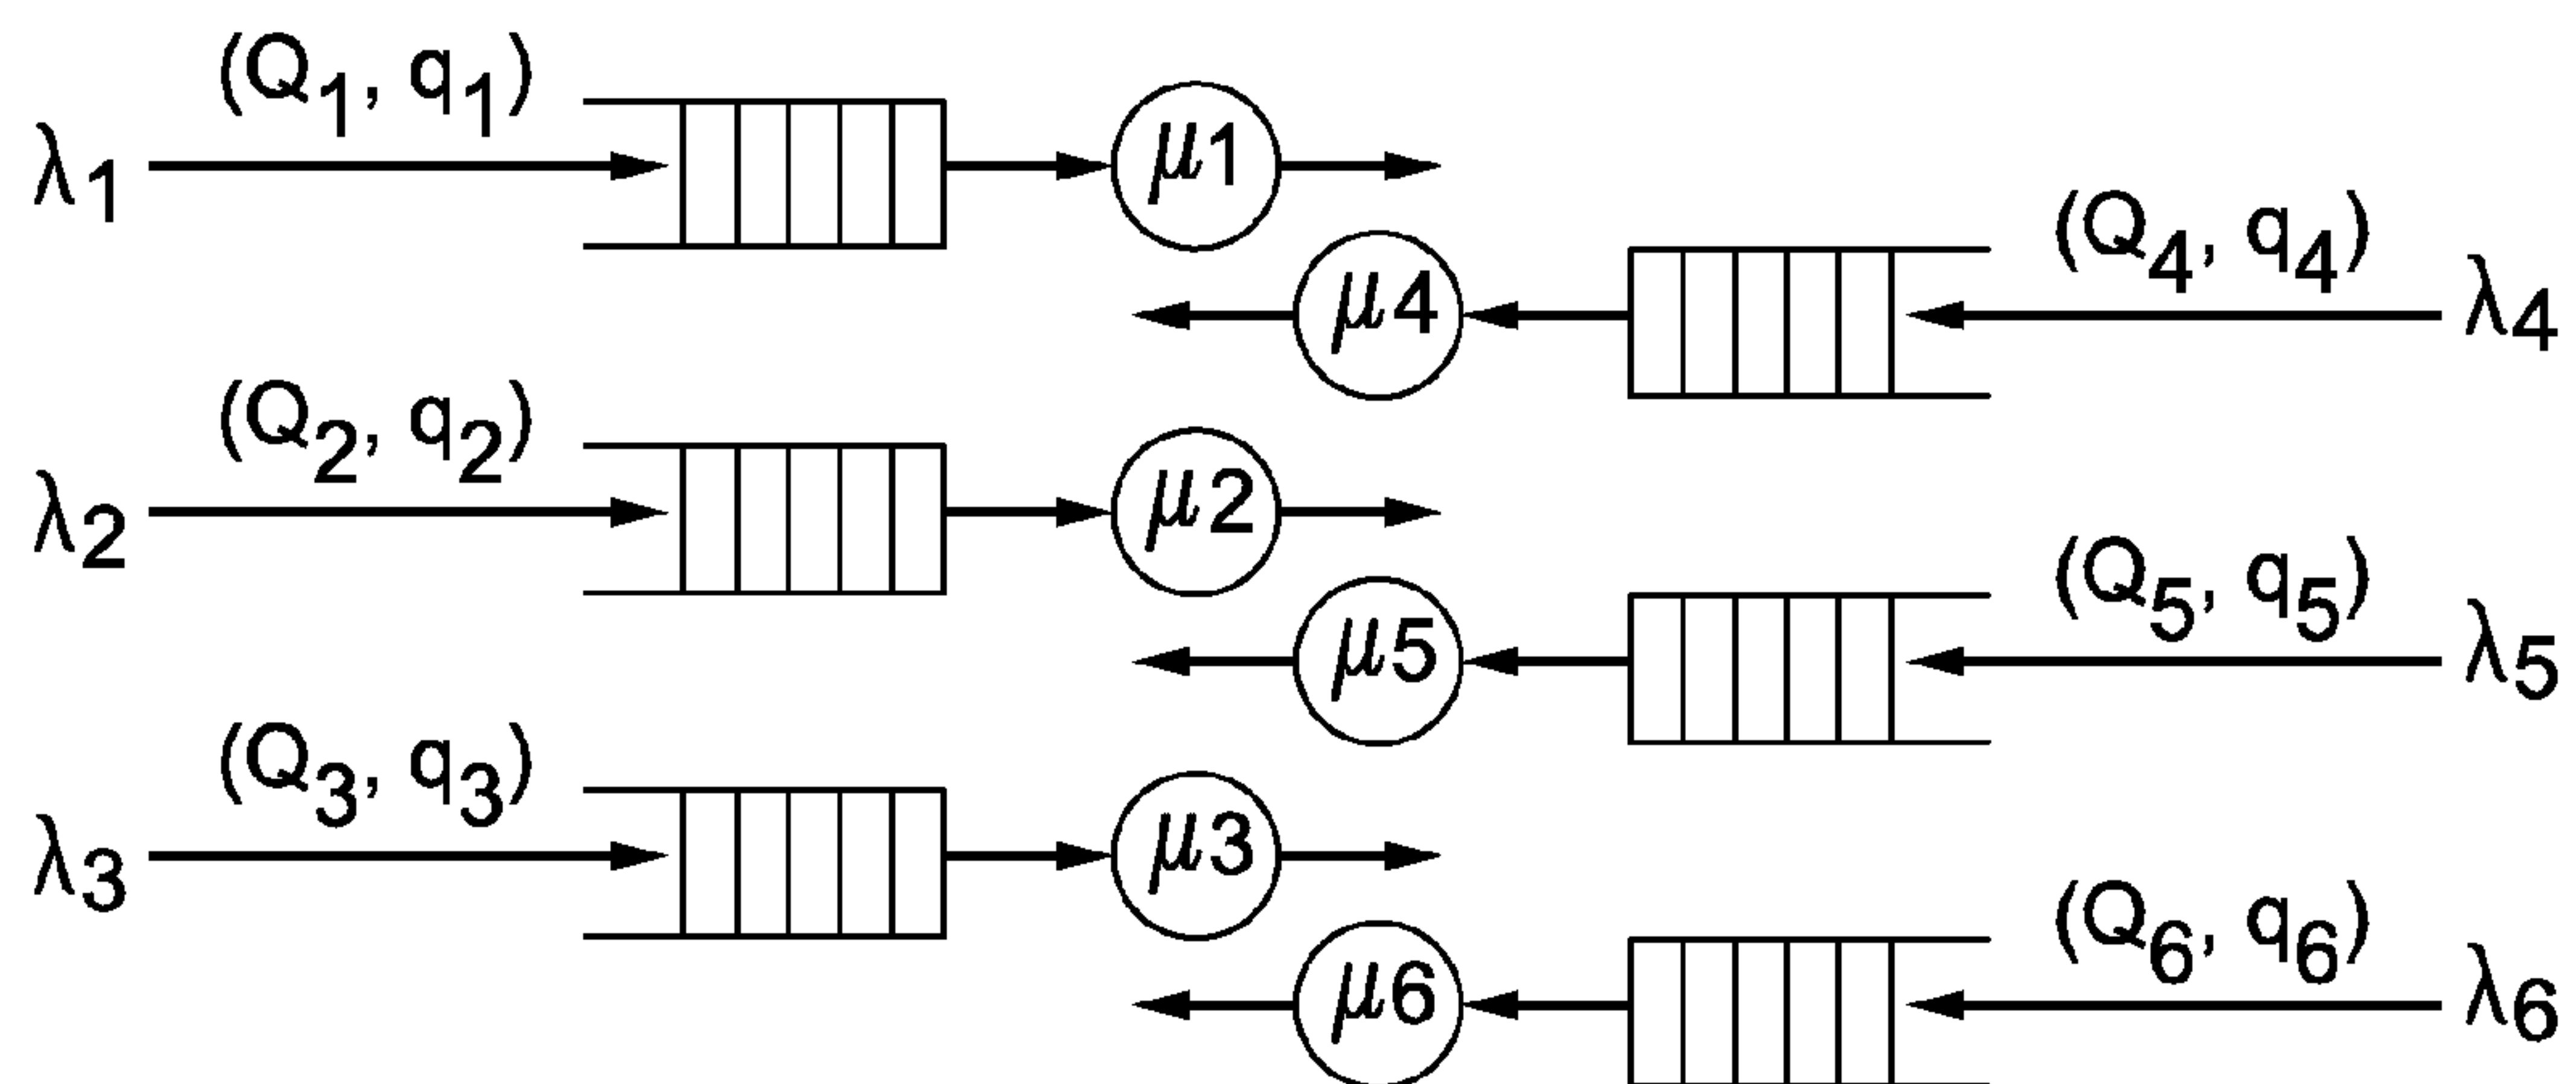 (Q₁, q₁)
λ₁ μ1
(Q₄, q₄)
μ4 λ₄
(Q₂, q₂)
λ₂ μ2
(Q₅, q₅)
μ5 λ₅
(Q₃, q₃)
λ₃ μ3
(Q₆, q₆)
μ6 λ₆